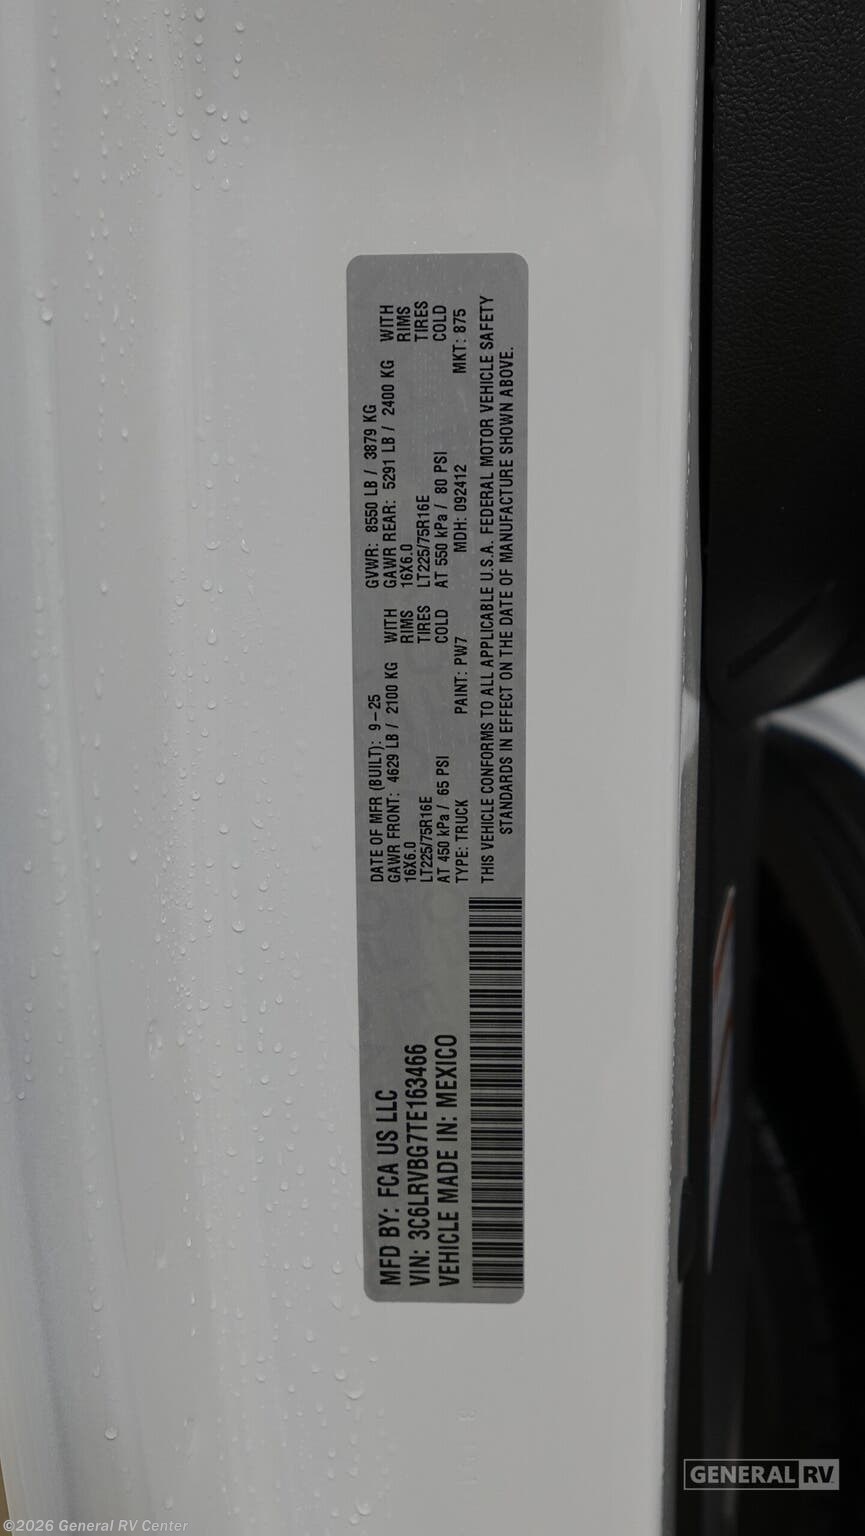 MFD BY: FCA US LLC
VIN: 3C6LRVBG7TE163466
VEHICLE MADE IN: MEXICO
DATE OF MFR (BUILT): 9-25 GVWR: 8550 LB / 3879 KG
GAWR FRONT: 4629 LB / 2100 KG WITH GAWR REAR: 5291 LB / 2400 KG WITH
16X6.0 RIMS 16X6.0 RIMS
LT225/75R16E TIRES LT225/75R16E TIRES
AT 450 kPa / 65 PSI COLD AT 550 kPa / 80 PSI COLD
TYPE: TRUCK PAINT: PW7 MDH: 092412 MKT: 875
THIS VEHICLE CONFORMS TO ALL APPLICABLE U.S.A. FEDERAL MOTOR VEHICLE SAFETY
STANDARDS IN EFFECT ON THE DATE OF MANUFACTURE SHOWN ABOVE.
GENERAL RV
©2026 General RV Center